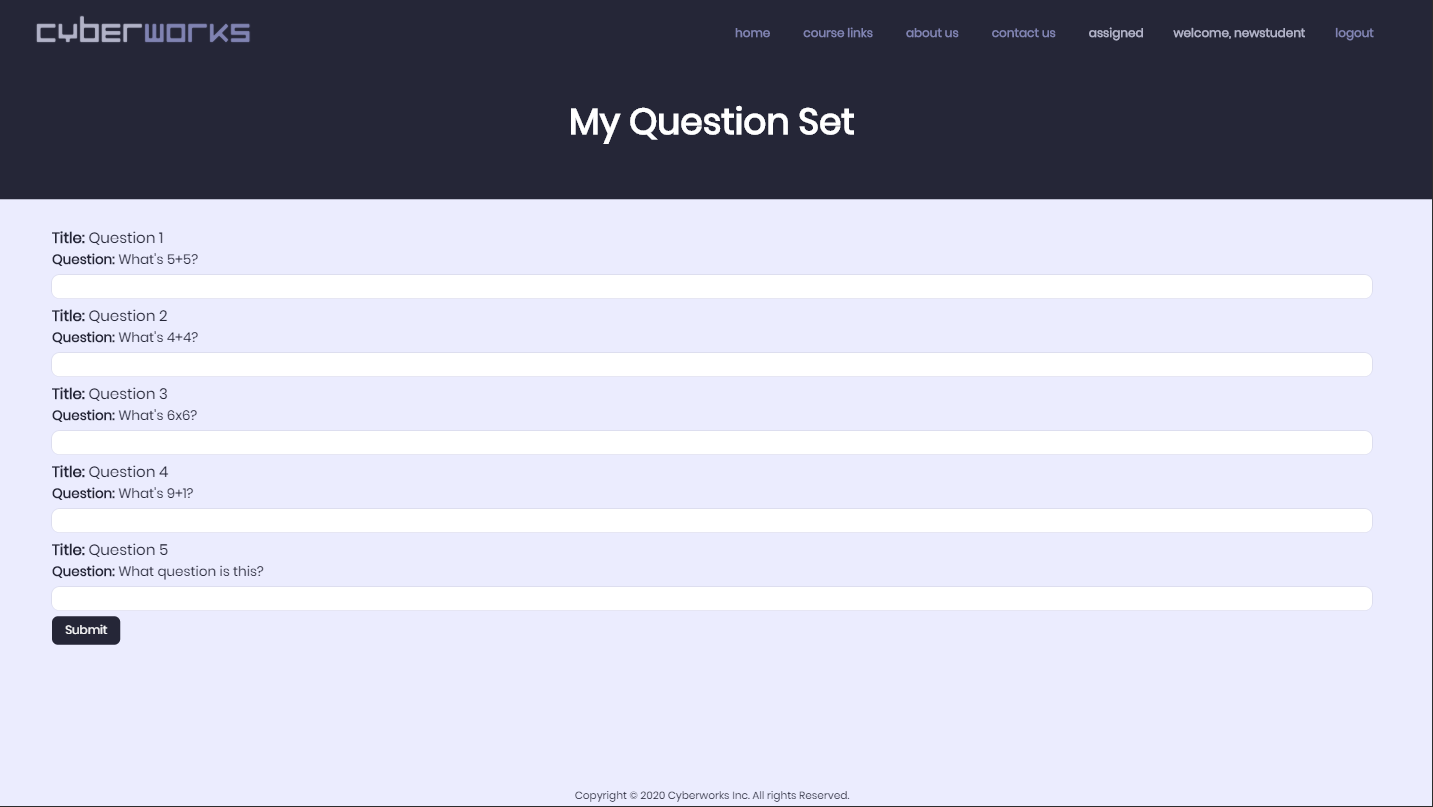 cyberworks
home course links about us contact us assigned welcome, newstudent logout
My Question Set
Title: Question 1
Question: What's 5+5?
Title: Question 2
Question: What's 4+4?
Title: Question 3
Question: What's 6x6?
Title: Question 4
Question: What's 9+1?
Title: Question 5
Question: What question is this?
Submit
Copyright © 2020 Cyberworks Inc. All rights Reserved.